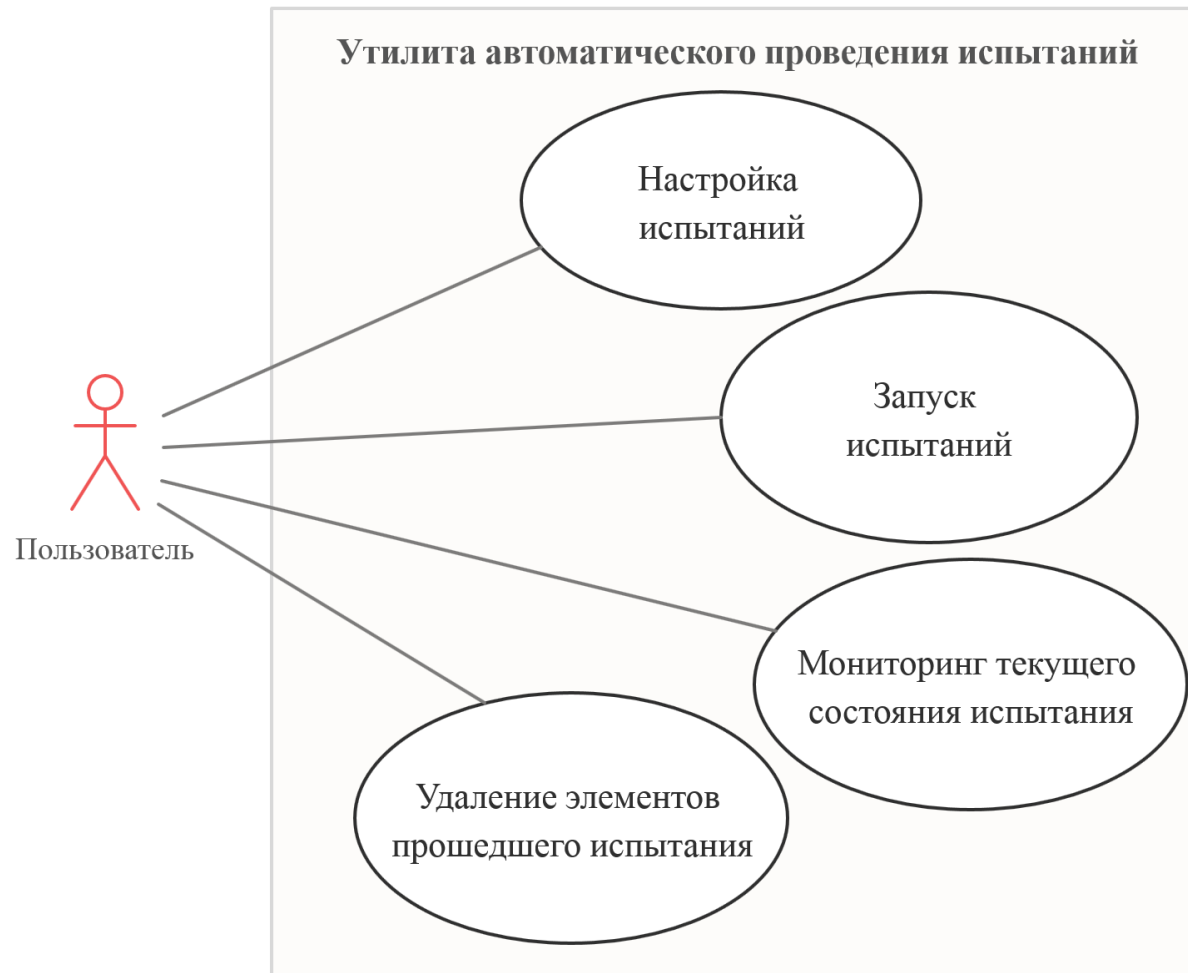 Утилита автоматического проведения испытаний
Настройка
испытаний
Запуск
испытаний
Пользователь
Мониторинг текущего
состояния испытания
Удаление элементов
прошедшего испытания